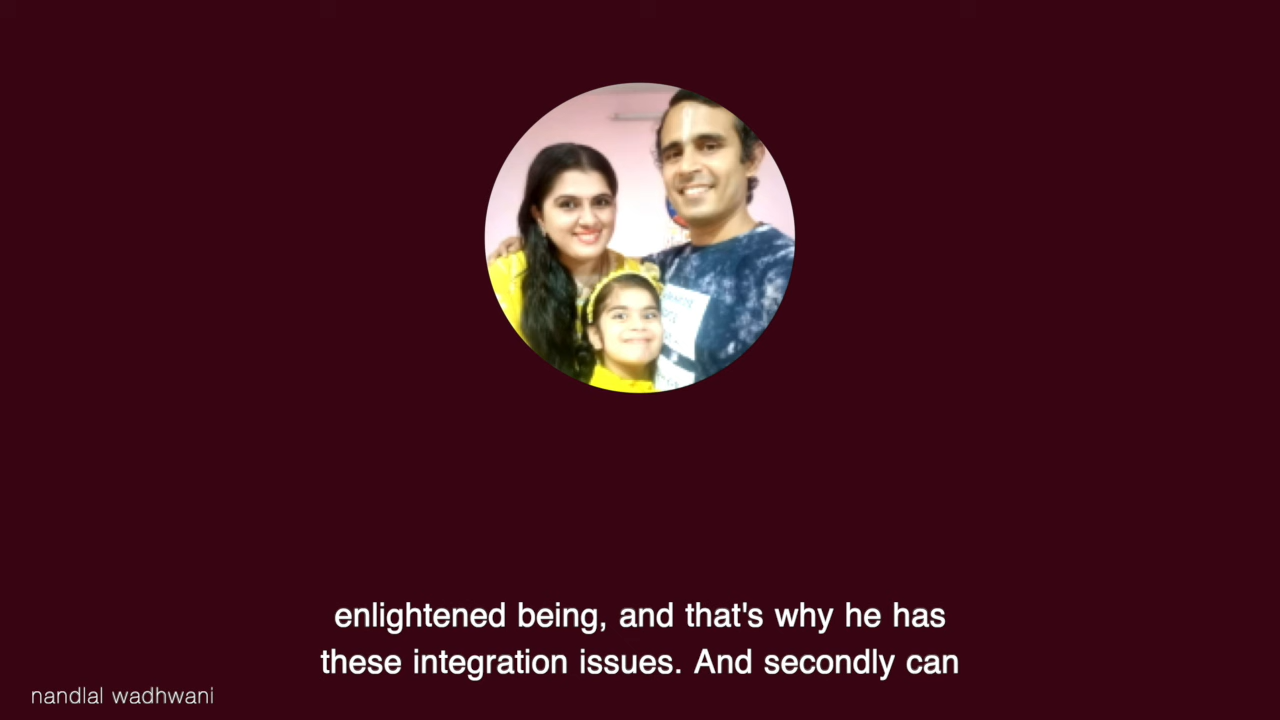 enlightened being, and that's why he has
these integration issues. And secondly can
nandlal wadhwani